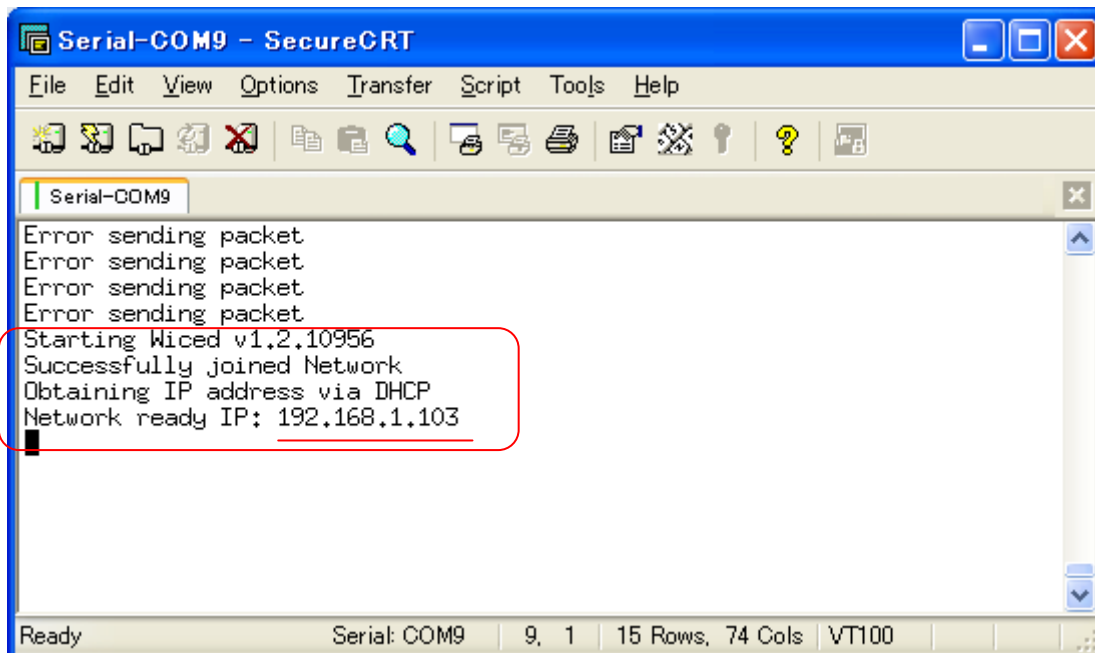 Serial-COM9 - SecureCRT
File Edit View Options Transfer Script Tools Help
Serial-COM9
Error sending packet
Error sending packet
Error sending packet
Error sending packet
Starting Wiced v1.2.10956
Successfully joined Network
Obtaining IP address via DHCP
Network ready IP: 192.168.1.103
Ready Serial: COM9 9, 1 15 Rows, 74 Cols VT100